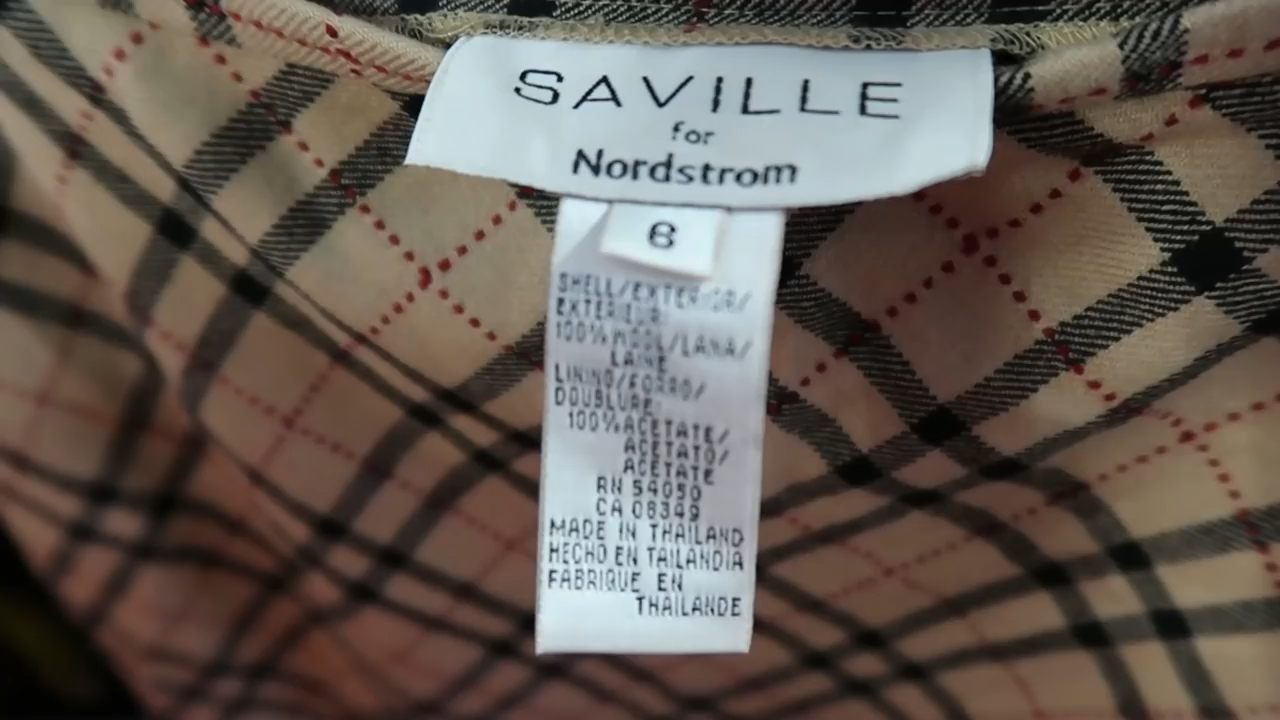 SAVILLE
for
Nordstrom
6
SHELL/EXTERIOR/
EXTERIEUR:
100% WOOL/LANA/
LAINE
LINING/FORRO/
DOUBLURE:
100% ACETATE/
ACETATO/
ACETATE
RN 54050
CA 08349
MADE IN THAILAND
HECHO EN TAILANDIA
FABRIQUE EN
THAILANDE